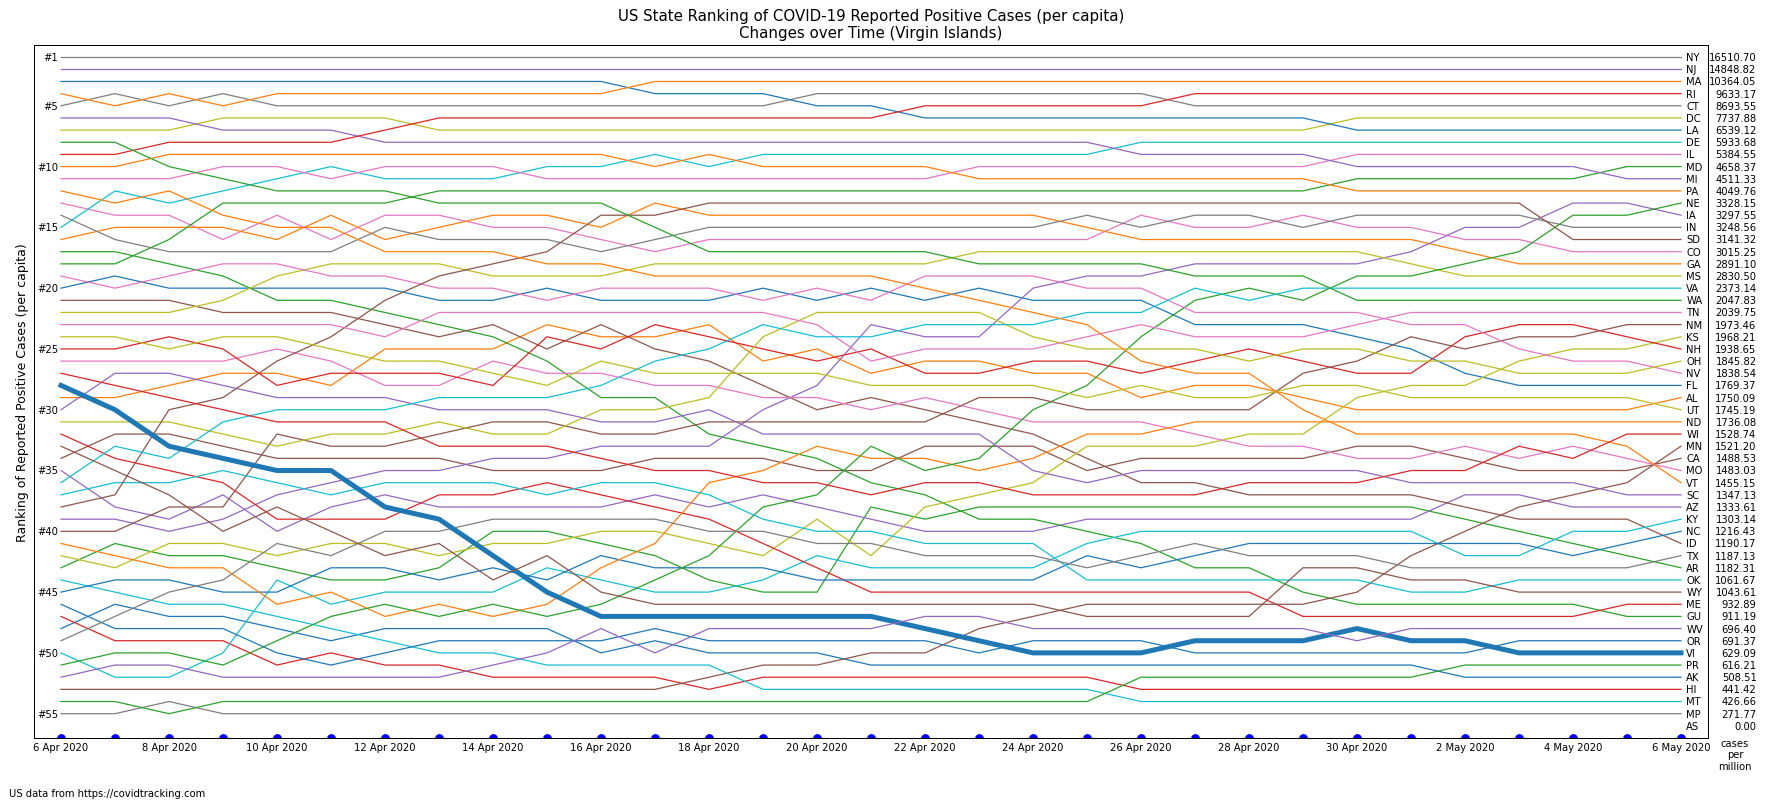 US State Ranking of COVID-19 Reported Positive Cases (per capita)
Changes over Time (Virgin Islands)
Ranking of Reported Positive Cases (per capita)
#1
#5
#10
#15
#20
#25
#30
#35
#40
#45
#50
#55
NY 16510.70
NJ 14848.82
MA 10364.05
RI 9633.17
CT 8693.55
DC 7737.88
LA 6539.12
DE 5933.68
IL 5384.55
MD 4658.37
MI 4511.33
PA 4049.76
NE 3328.15
IA 3297.55
IN 3248.56
SD 3141.32
CO 3015.25
GA 2891.10
MS 2830.50
VA 2373.14
WA 2047.83
TN 2039.75
NM 1973.46
KS 1968.21
NH 1938.65
OH 1845.82
NV 1838.54
FL 1769.37
AL 1750.09
UT 1745.19
ND 1736.08
WI 1528.74
MN 1521.20
CA 1488.53
MO 1483.03
VT 1455.15
SC 1347.13
AZ 1333.61
KY 1303.14
NC 1216.43
ID 1190.17
TX 1187.13
AR 1182.31
OK 1061.67
WY 1043.61
ME 932.89
GU 911.19
WV 696.40
OR 691.37
VI 629.09
PR 616.21
AK 508.51
HI 441.42
MT 426.66
MP 271.77
AS 0.00
6 Apr 2020
8 Apr 2020
10 Apr 2020
12 Apr 2020
14 Apr 2020
16 Apr 2020
18 Apr 2020
20 Apr 2020
22 Apr 2020
24 Apr 2020
26 Apr 2020
28 Apr 2020
30 Apr 2020
2 May 2020
4 May 2020
6 May 2020
cases
per
million
US data from https://covidtracking.com